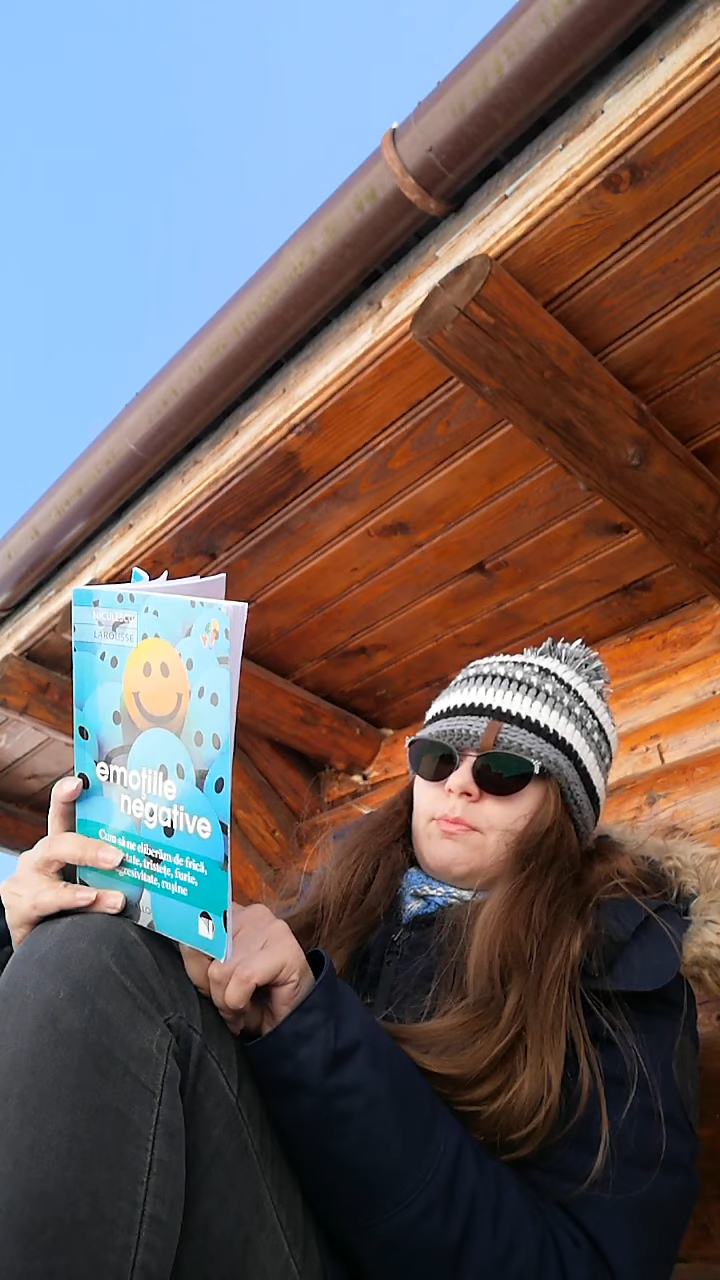 NICULESCU
LAROUSSE
emoțiile
negative
Cum să ne eliberăm de frică,
tristețe, furie,
rușine